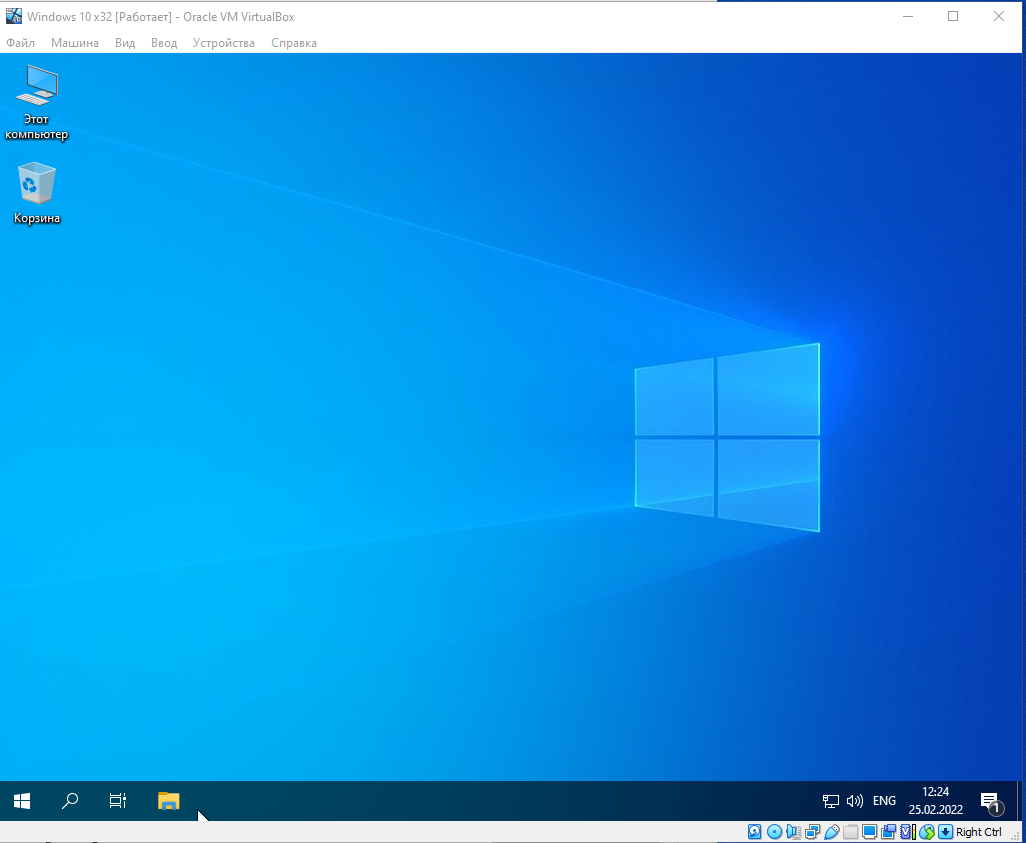 Windows 10 x32 [Работает] - Oracle VM VirtualBox
Файл Машина Вид Ввод Устройства Справка
Этот
компьютер
Корзина
ENG
12:24
25.02.2022
1
Right Ctrl